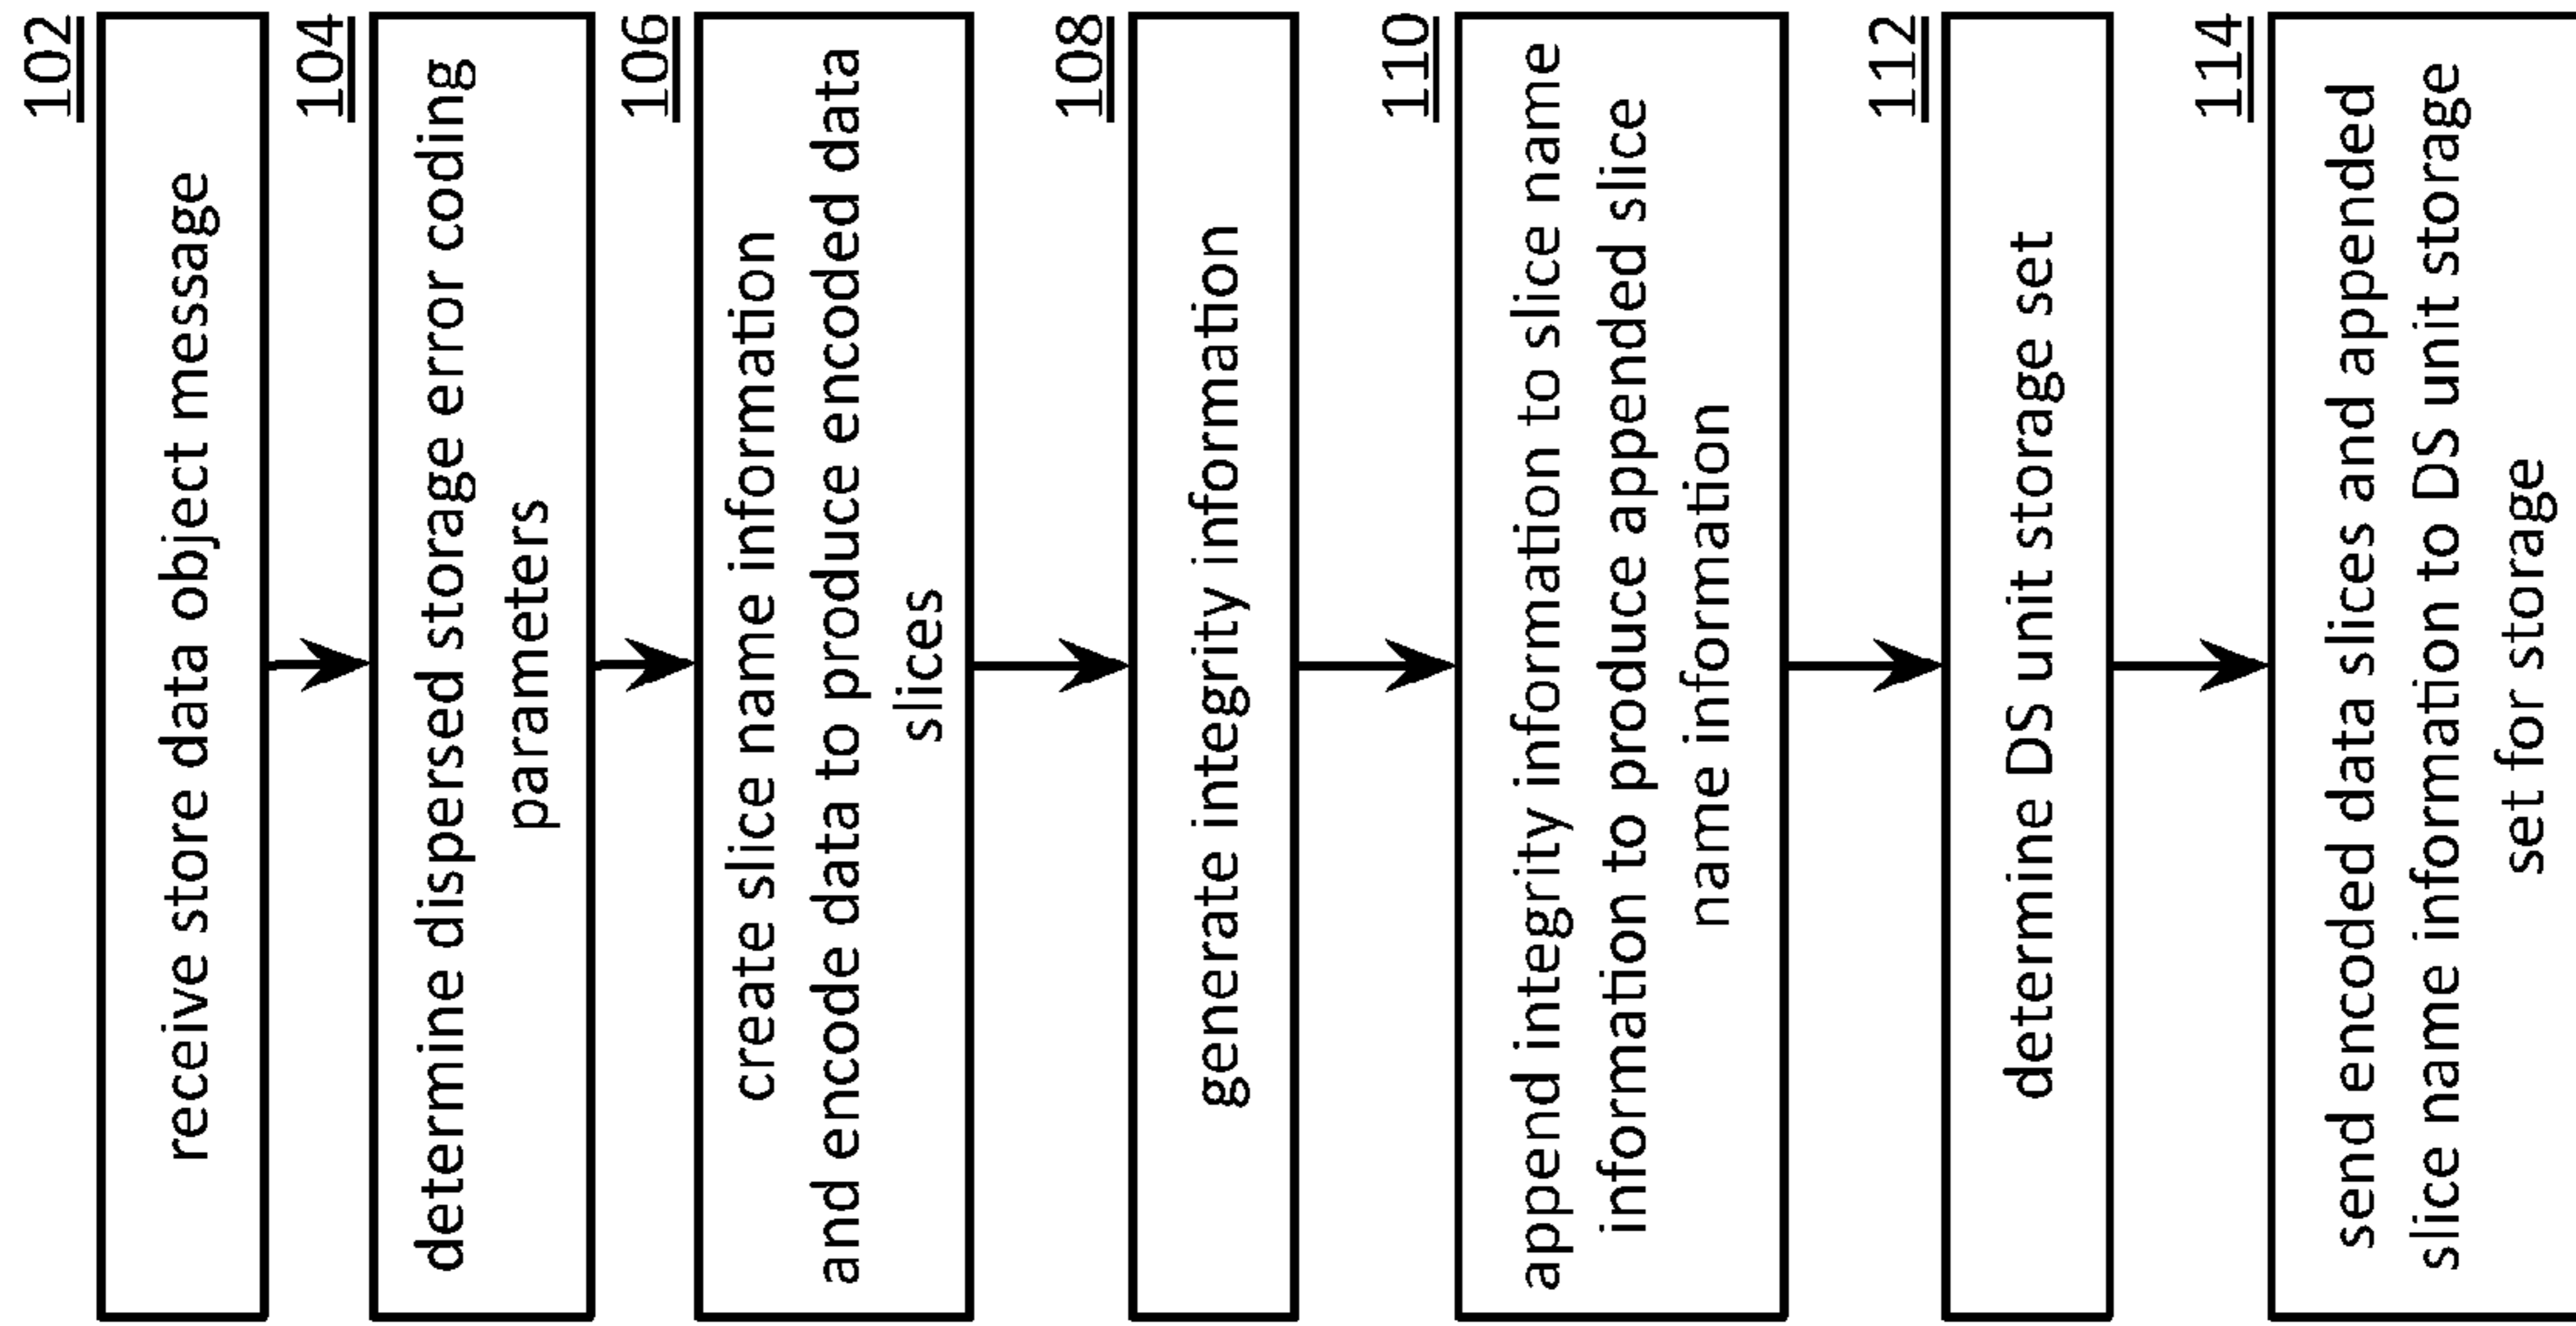 102
receive store data object message
104
determine dispersed storage error coding
parameters
106
create slice name information
and encode data to produce encoded data
slices
108
generate integrity information
110
append integrity information to slice name
information to produce appended slice
name information
112
determine DS unit storage set
114
send encoded data slices and appended
slice name information to DS unit storage
set for storage